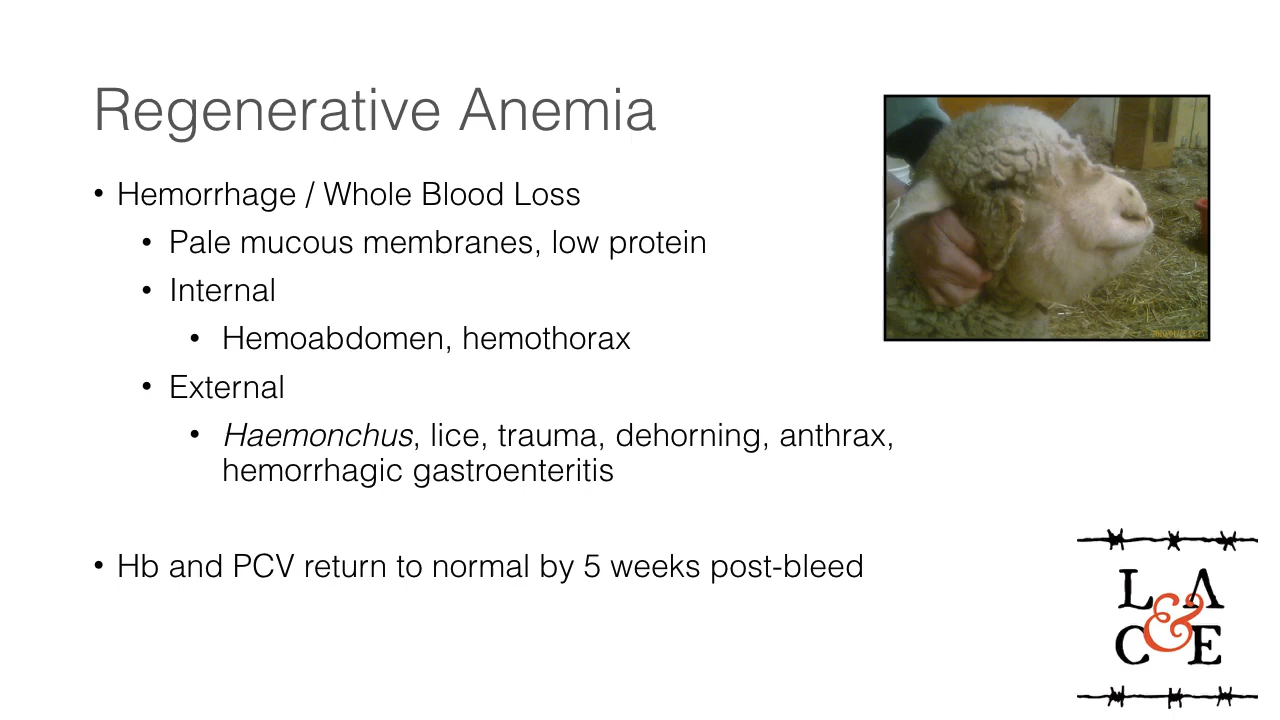 Regenerative Anemia
• Hemorrhage / Whole Blood Loss
• Pale mucous membranes, low protein
• Internal
• Hemoabdomen, hemothorax
• External
• Haemonchus, lice, trauma, dehorning, anthrax,
hemorrhagic gastroenteritis
• Hb and PCV return to normal by 5 weeks post-bleed
L A
&
C E